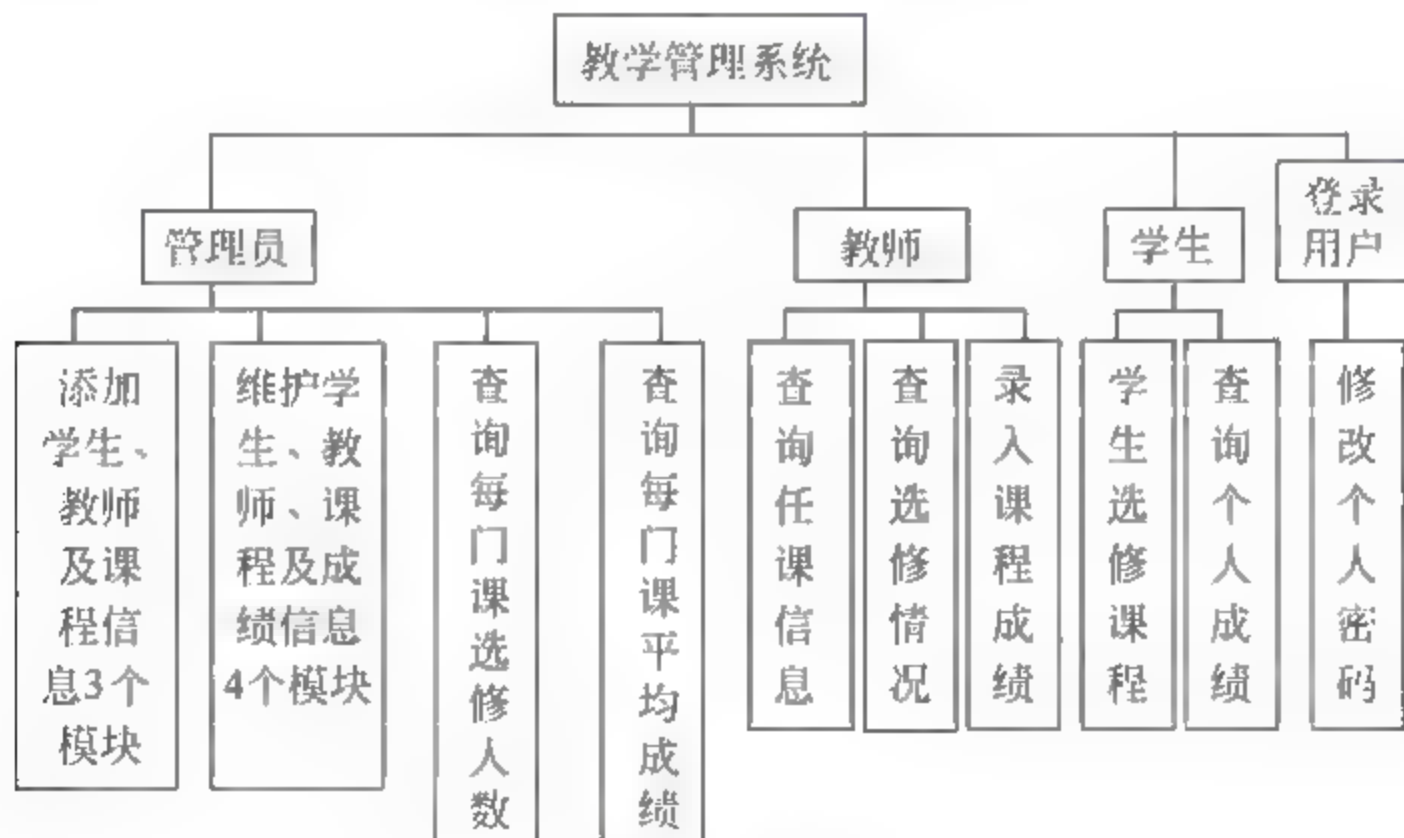 教学管理系统
管理员
教师
学生
登录
用户
添加
学生、
教师
及课
程信
息3个
模块
维护学
生、教
师、课
程及成
绩信息
4个模块
查询每门课选修人数
查询每门课平均成绩
查询任课信息
查询选修情况
录入课程成绩
学生选修课程
查询个人成绩
修改个人密码